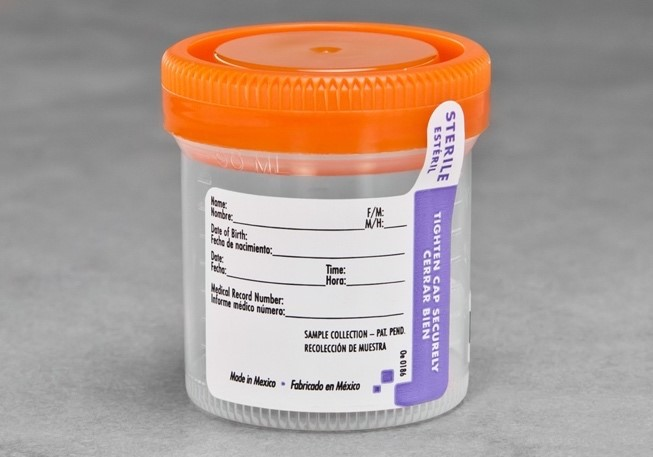 90 ML
STERILE
ESTÉRIL
TIGHTEN CAP SECURELY
CERRAR BIEN
Name:
Nombre:
F/M:
M/H:
Date of Birth:
Fecha de nacimiento:
Date:
Fecha:
Time:
Hora:
Medical Record Number:
Informe médico número:
SAMPLE COLLECTION – PAT. PEND.
RECOLECCIÓN DE MUESTRA
Made in Mexico • Fabricado en México
0186